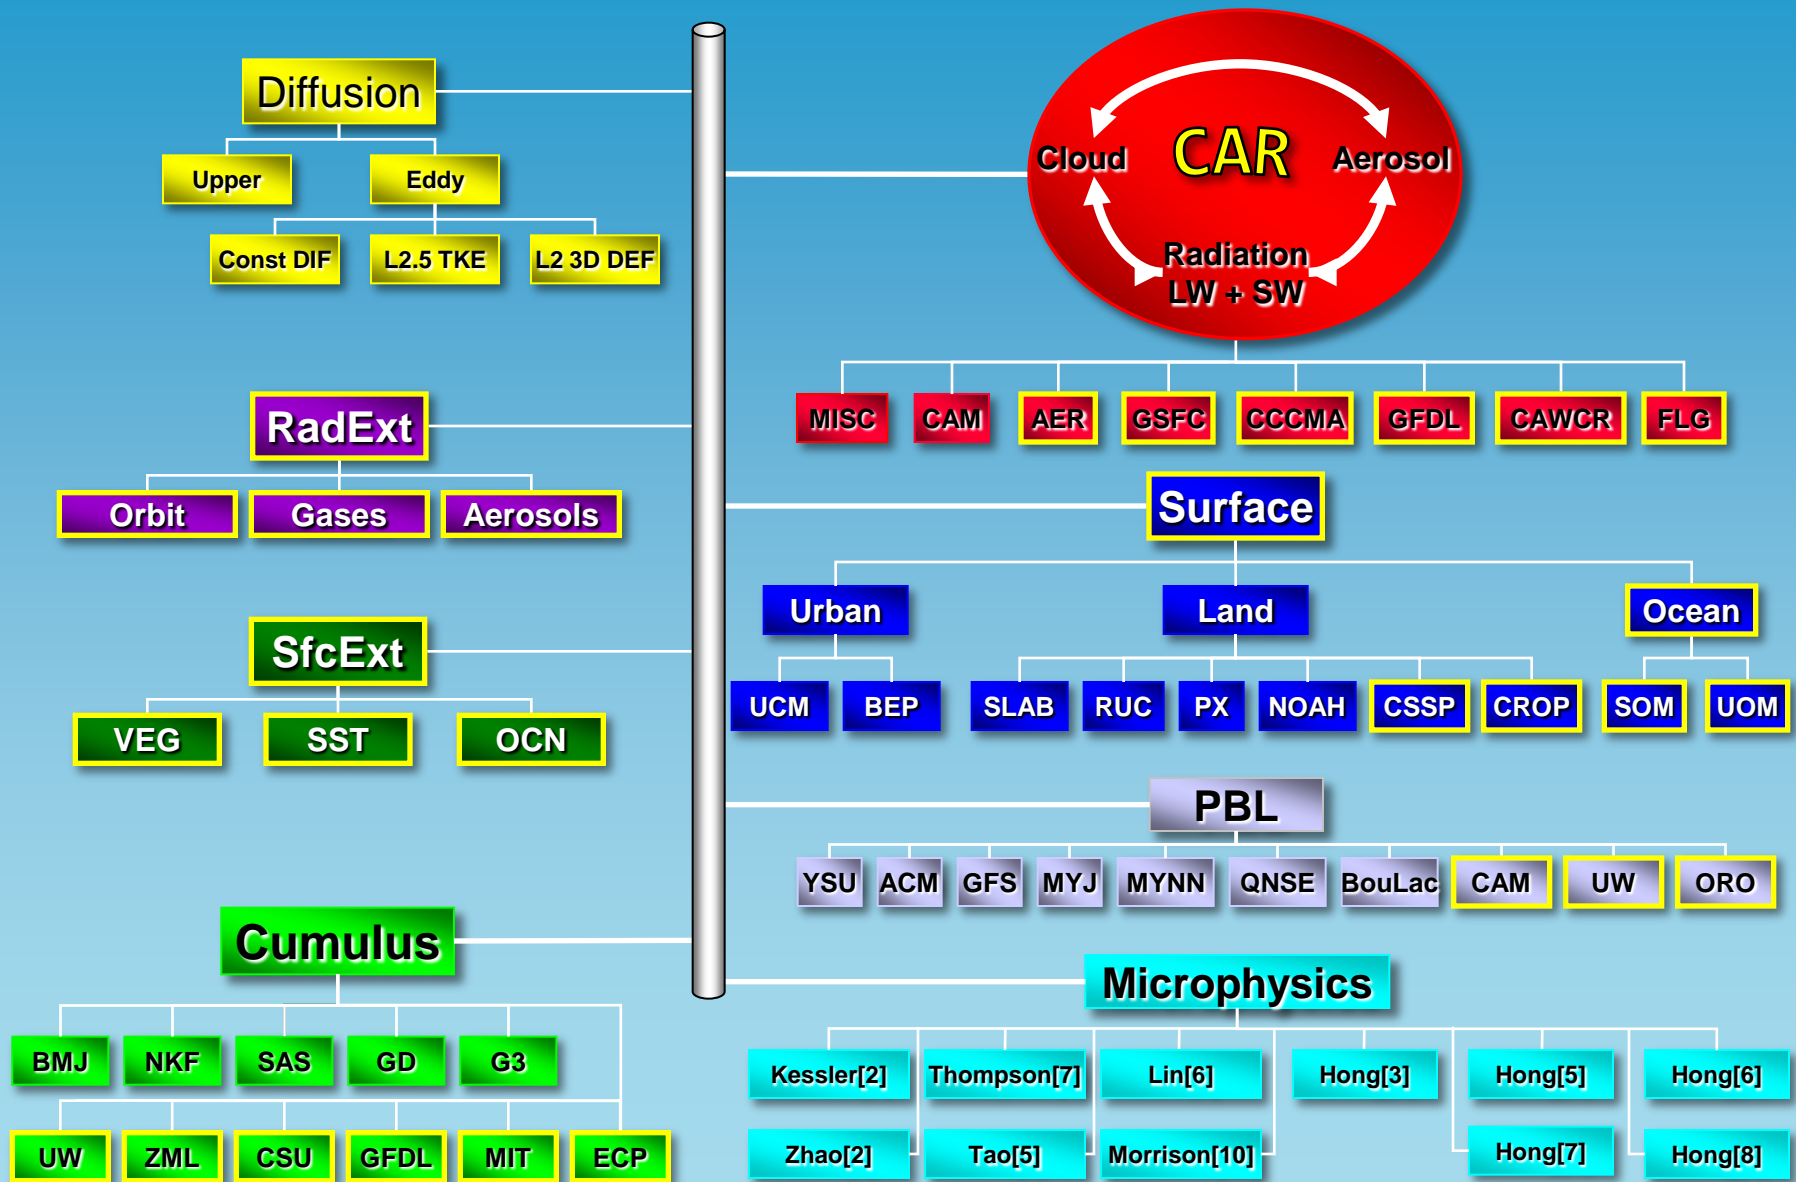 Diffusion
Upper
Eddy
Const DIF
L2.5 TKE
L2 3D DEF
RadExt
Orbit
Gases
Aerosols
SfcExt
VEG
SST
OCN
Cumulus
BMJ
NKF
SAS
GD
G3
UW
ZML
CSU
GFDL
MIT
ECP
CAR
Cloud
Aerosol
Radiation
LW + SW
MISC
CAM
AER
GSFC
CCCMA
GFDL
CAWCR
FLG
Surface
Urban
Land
Ocean
UCM
BEP
SLAB
RUC
PX
NOAH
CSSP
CROP
SOM
UOM
PBL
YSU
ACM
GFS
MYJ
MYNN
QNSE
BouLac
CAM
UW
ORO
Microphysics
Kessler[2]
Thompson[7]
Lin[6]
Hong[3]
Hong[5]
Hong[6]
Zhao[2]
Tao[5]
Morrison[10]
Hong[7]
Hong[8]